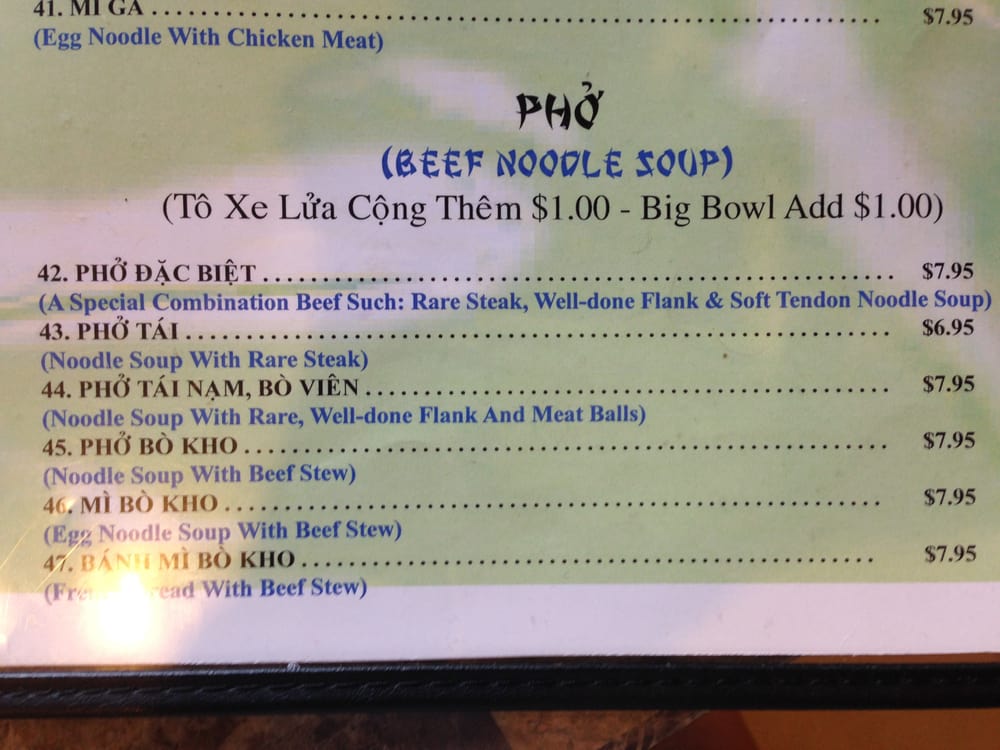 41. MÌ GÀ ........ $7.95
(Egg Noodle With Chicken Meat)
PHỞ
(BEEF NOODLE SOUP)
(Tô Xe Lửa Cộng Thêm $1.00 - Big Bowl Add $1.00)
42. PHỞ ĐẶC BIỆT ........ $7.95
(A Special Combination Beef Such: Rare Steak, Well-done Flank & Soft Tendon Noodle Soup)
43. PHỞ TÁI ........ $6.95
(Noodle Soup With Rare Steak)
44. PHỞ TÁI NẠM, BÒ VIÊN ........ $7.95
(Noodle Soup With Rare, Well-done Flank And Meat Balls)
45. PHỞ BÒ KHO ........ $7.95
(Noodle Soup With Beef Stew)
46. MÌ BÒ KHO ........ $7.95
(Egg Noodle Soup With Beef Stew)
47. BÁNH MÌ BÒ KHO ........ $7.95
With Beef Stew)